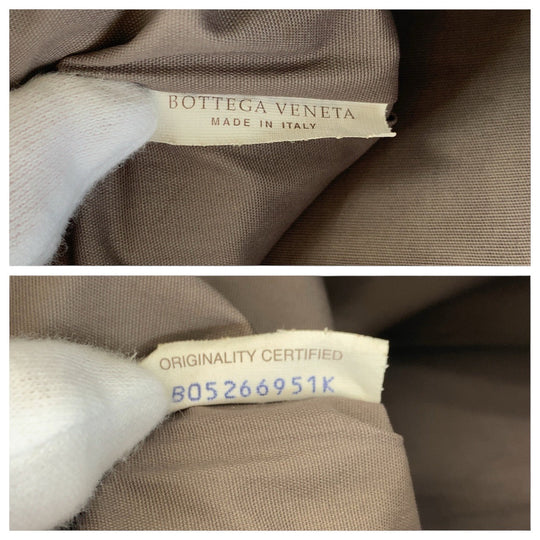 BOTTEGA VENETA
MADE IN ITALY
ORIGINALITY CERTIFIED
B05266951K